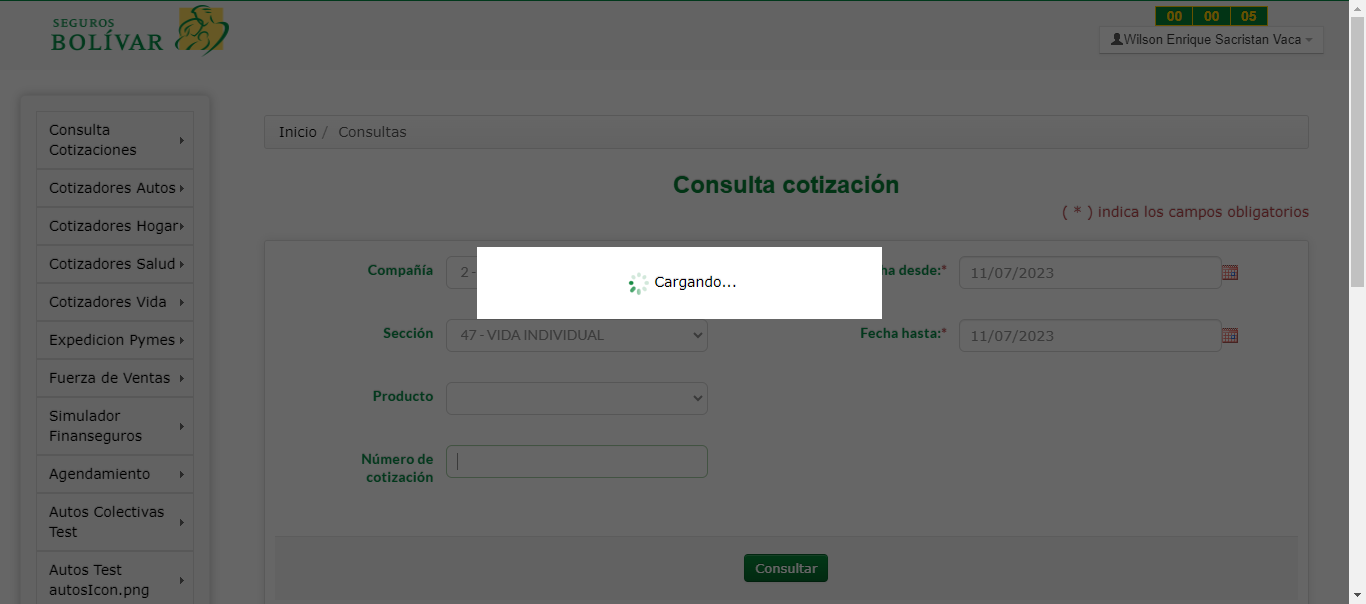 SEGUROS
BOLÍVAR
00 00 05
Wilson Enrique Sacristan Vaca
Consulta
Cotizaciones
Cotizadores Autos
Cotizadores Hogar
Cotizadores Salud
Cotizadores Vida
Expedicion Pymes
Fuerza de Ventas
Simulador
Finanseguros
Agendamiento
Autos Colectivas
Test
Autos Test
autosIcon.png
Inicio / Consultas
Consulta cotización
( * ) indica los campos obligatorios
Compañía 2 -
ha desde:* 11/07/2023
Cargando...
Sección 47 - VIDA INDIVIDUAL
Fecha hasta:* 11/07/2023
Producto
Número de
cotización
Consultar